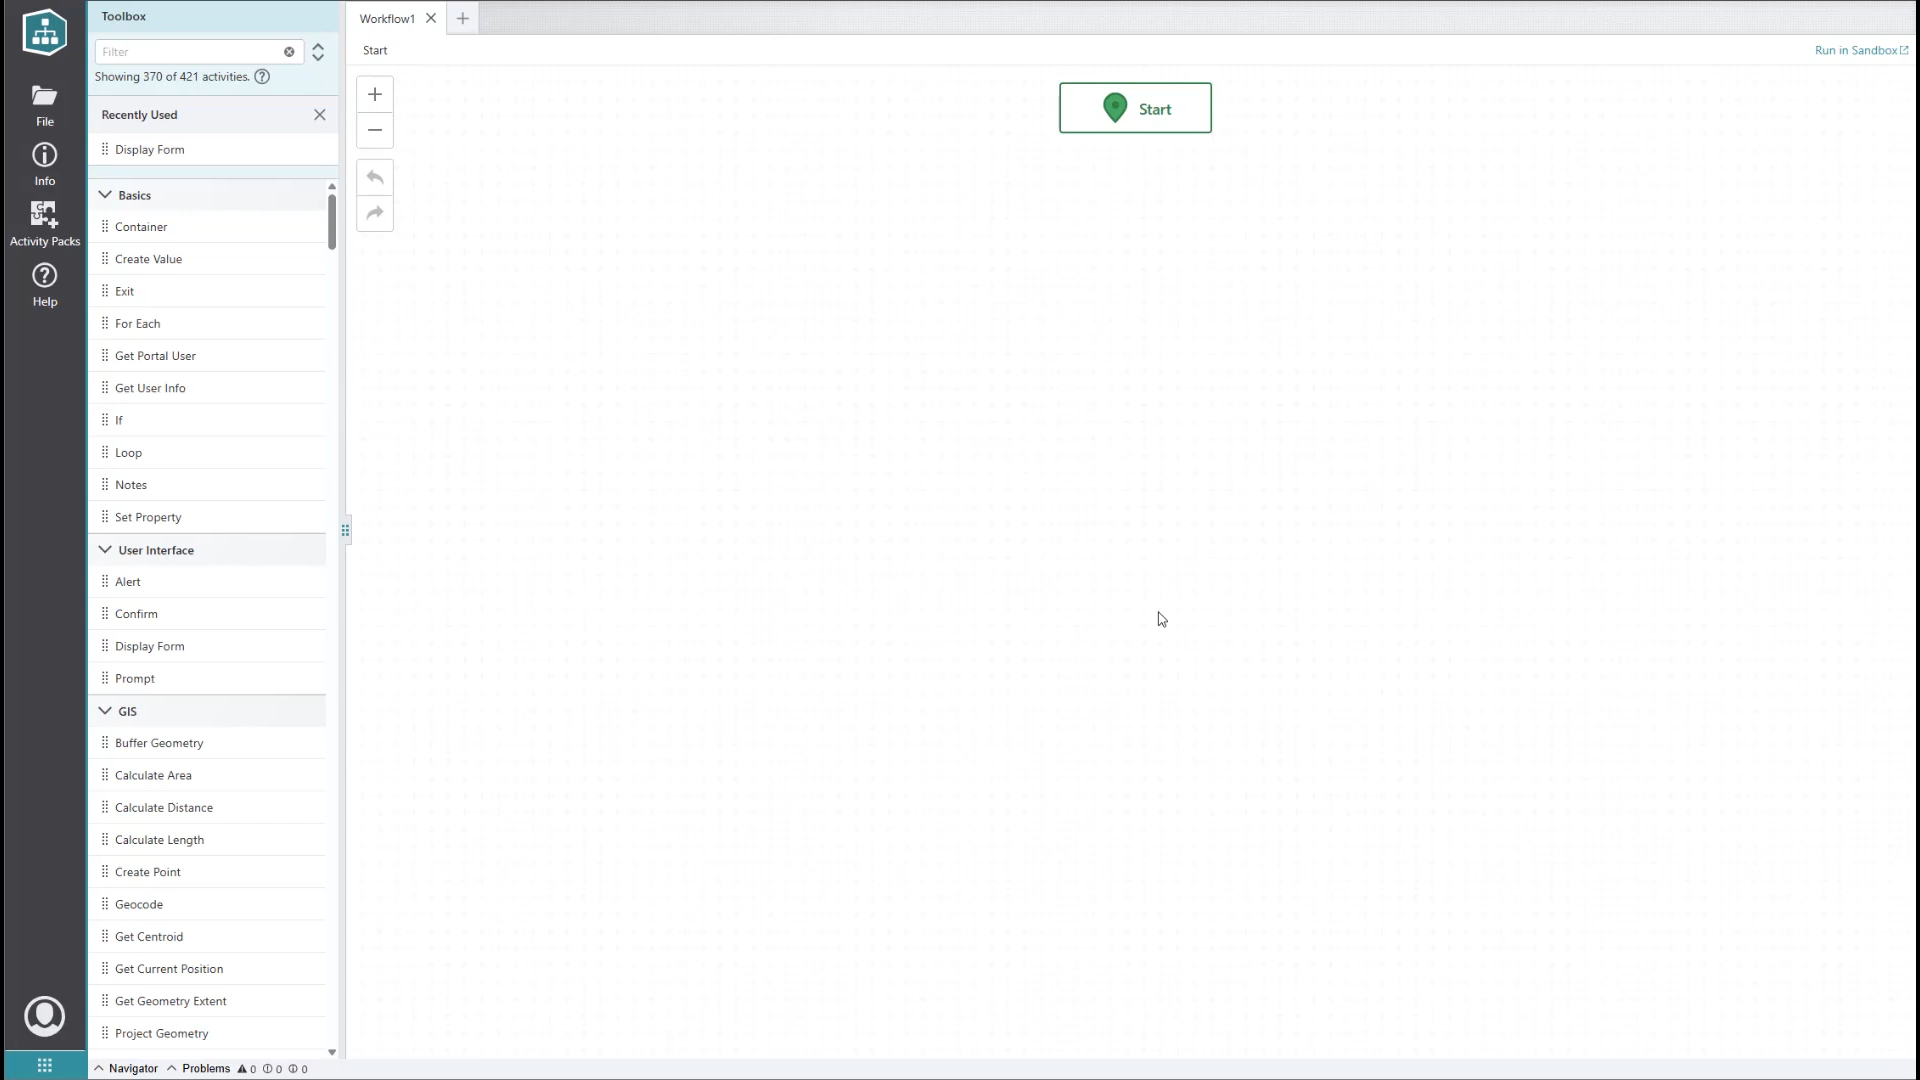 Toolbox
Workflow1
Filter
Start
Run in Sandbox
Showing 370 of 421 activities.
Recently Used
Display Form
Start
File
Info
Activity Packs
Help
Basics
Container
Create Value
Exit
For Each
Get Portal User
Get User Info
If
Loop
Notes
Set Property
User Interface
Alert
Confirm
Display Form
Prompt
GIS
Buffer Geometry
Calculate Area
Calculate Distance
Calculate Length
Create Point
Geocode
Get Centroid
Get Current Position
Get Geometry Extent
Project Geometry
Navigator Problems 0 0 0